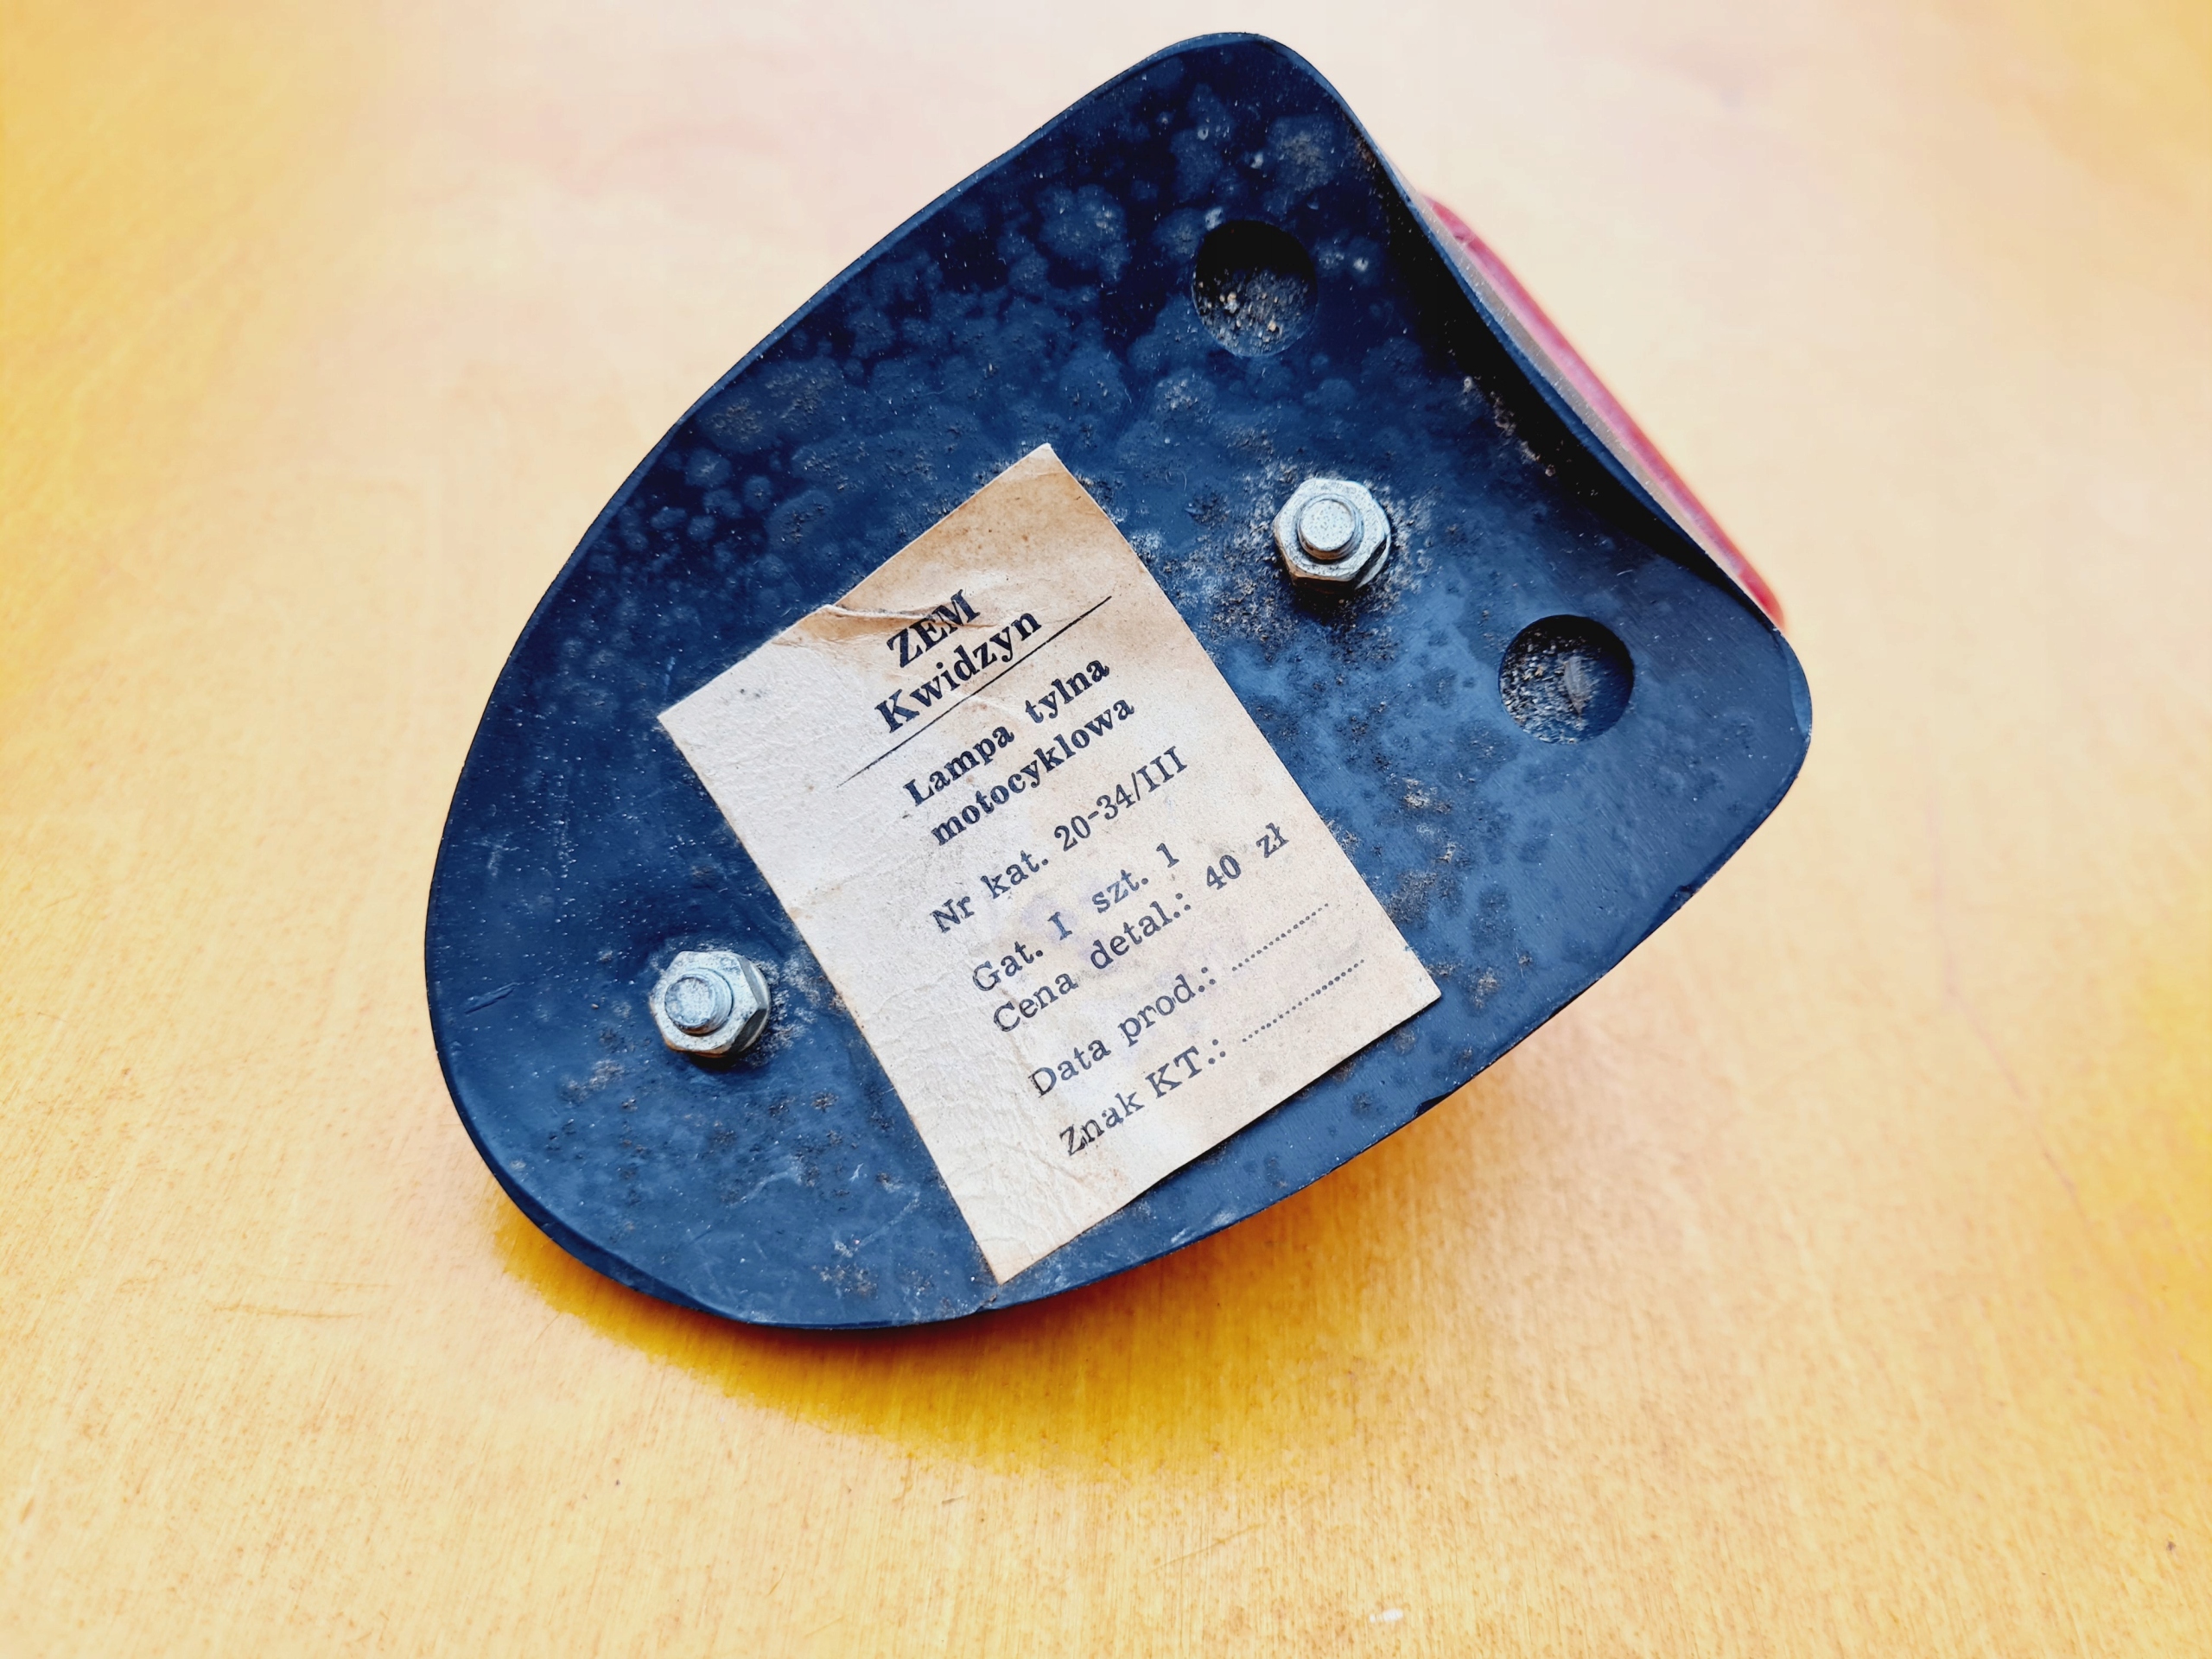 ZEM
Kwidzyn
Lampa tylna
motocyklowa
Nr kat. 20-34/III
Gat. I szt. 1
Cena detal.: 40 zł
Data prod.: ..............
Znak KT.: ..................